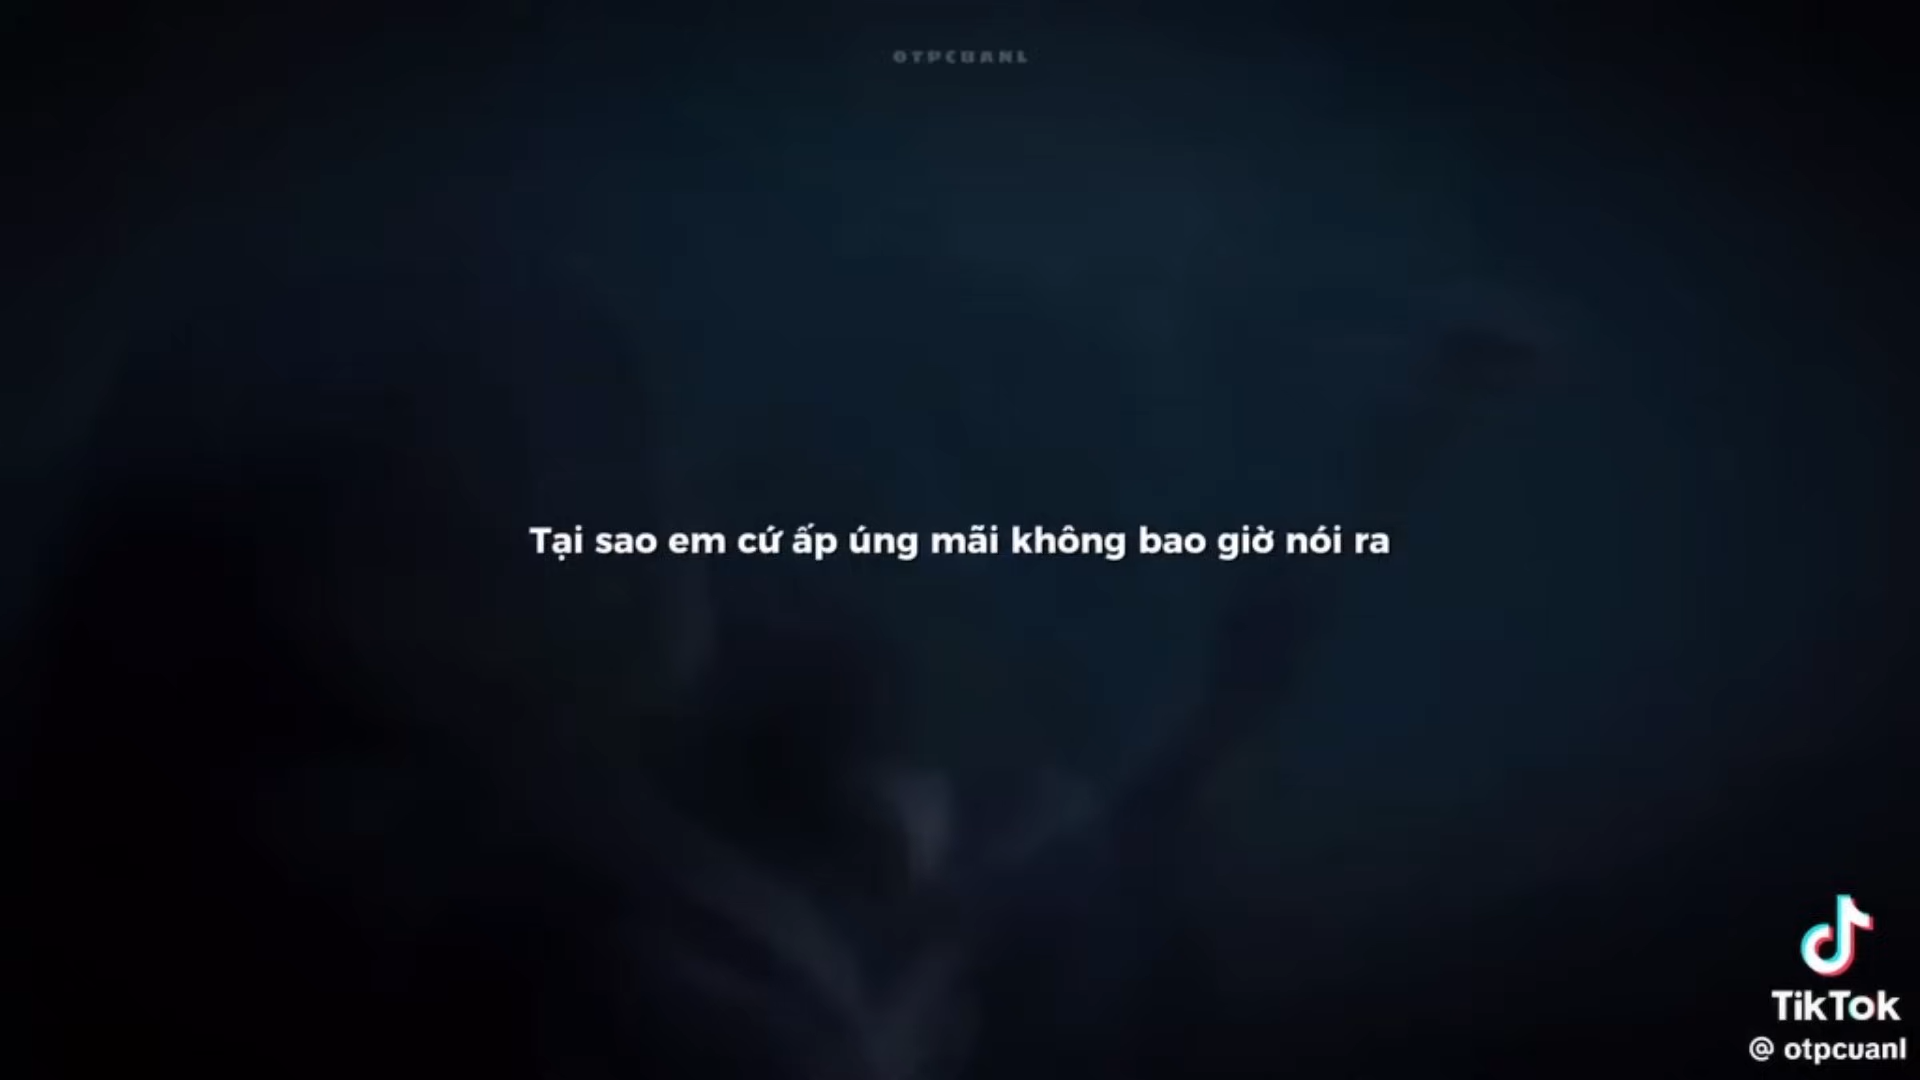 OTPCUANL
Tại sao em cứ ấp úng mãi không bao giờ nói ra
TikTok
@ otpcuanl